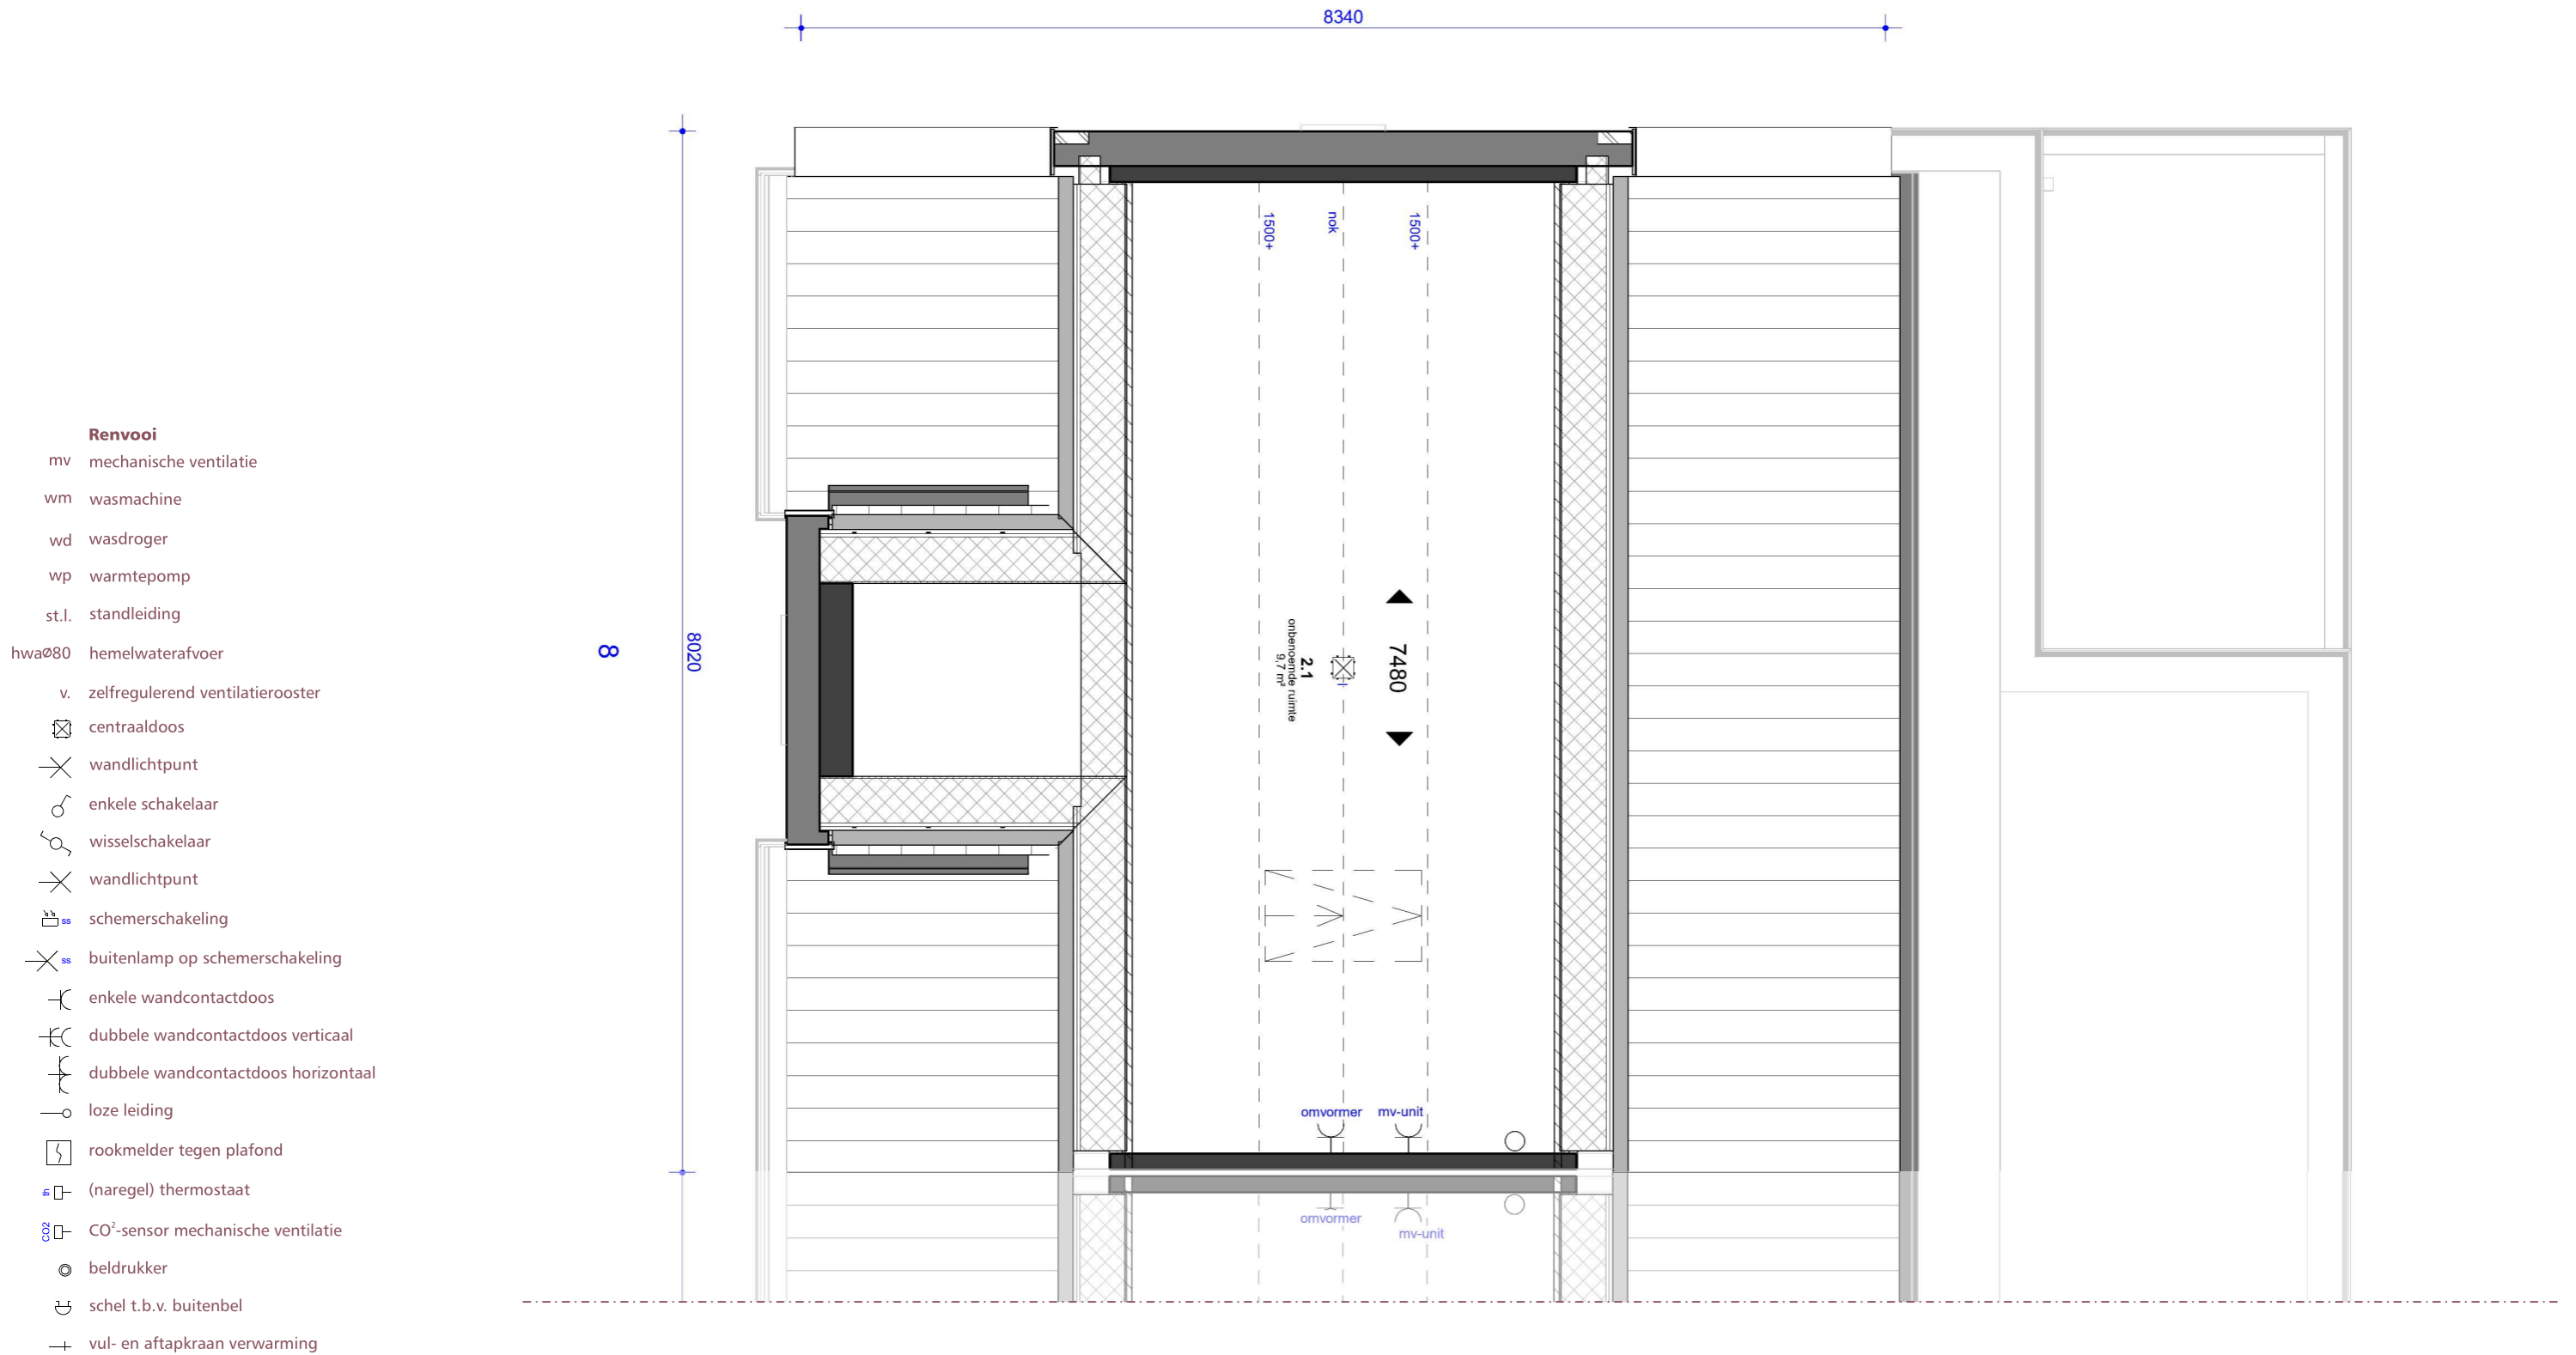 8340
Renvooi
mv mechanische ventilatie
wm wasmachine
wd wasdroger
wp warmtepomp
st.l. standleiding
hwa⌀80 hemelwaterafvoer
v. zelfregulerend ventilatierooster
centraaldoos
wandlichtpunt
enkele schakelaar
wisselschakelaar
wandlichtpunt
ss schemerschakeling
ss buitenlamp op schemerschakeling
enkele wandcontactdoos
dubbele wandcontactdoos verticaal
dubbele wandcontactdoos horizontaal
loze leiding
rookmelder tegen plafond
th (naregel) thermostaat
CO2 CO²-sensor mechanische ventilatie
beldrukker
schel t.b.v. buitenbel
vul- en aftapkraan verwarming
8
8020
1500+
nok
1500+
2.1
onbenoemde ruimte
9,7 m²
7480
omvormer
mv-unit
omvormer
mv-unit